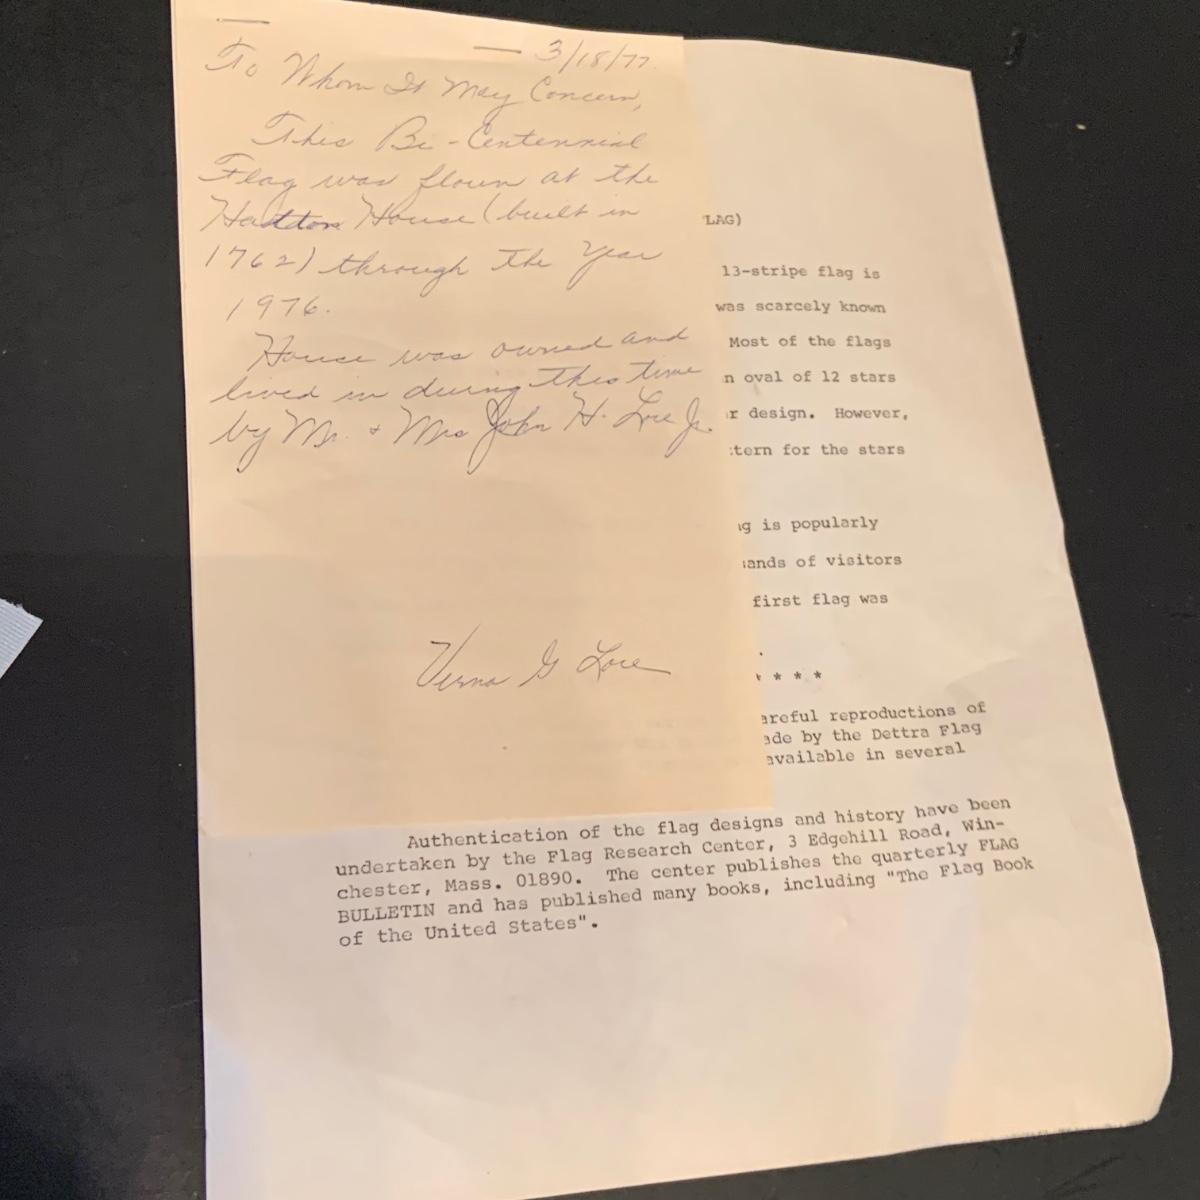 3/18/77.
To Whom It May Concern,
This Bi-Centennial
Flag was flown at the
Hatton House (built in
1762) through the Year
1976.
House was owned and
lived in during this time
by Mr. + Mrs John H. Lore Jr.
Verna G Lore
LAG)
13-stripe flag is
was scarcely known
Most of the flags
n oval of 12 stars
r design. However,
tern for the stars
g is popularly
ands of visitors
first flag was
.
* * * *
areful reproductions of
ade by the Dettra Flag
available in several
Authentication of the flag designs and history have been
undertaken by the Flag Research Center, 3 Edgehill Road, Win-
chester, Mass. 01890. The center publishes the quarterly FLAG
BULLETIN and has published many books, including "The Flag Book
of the United States".